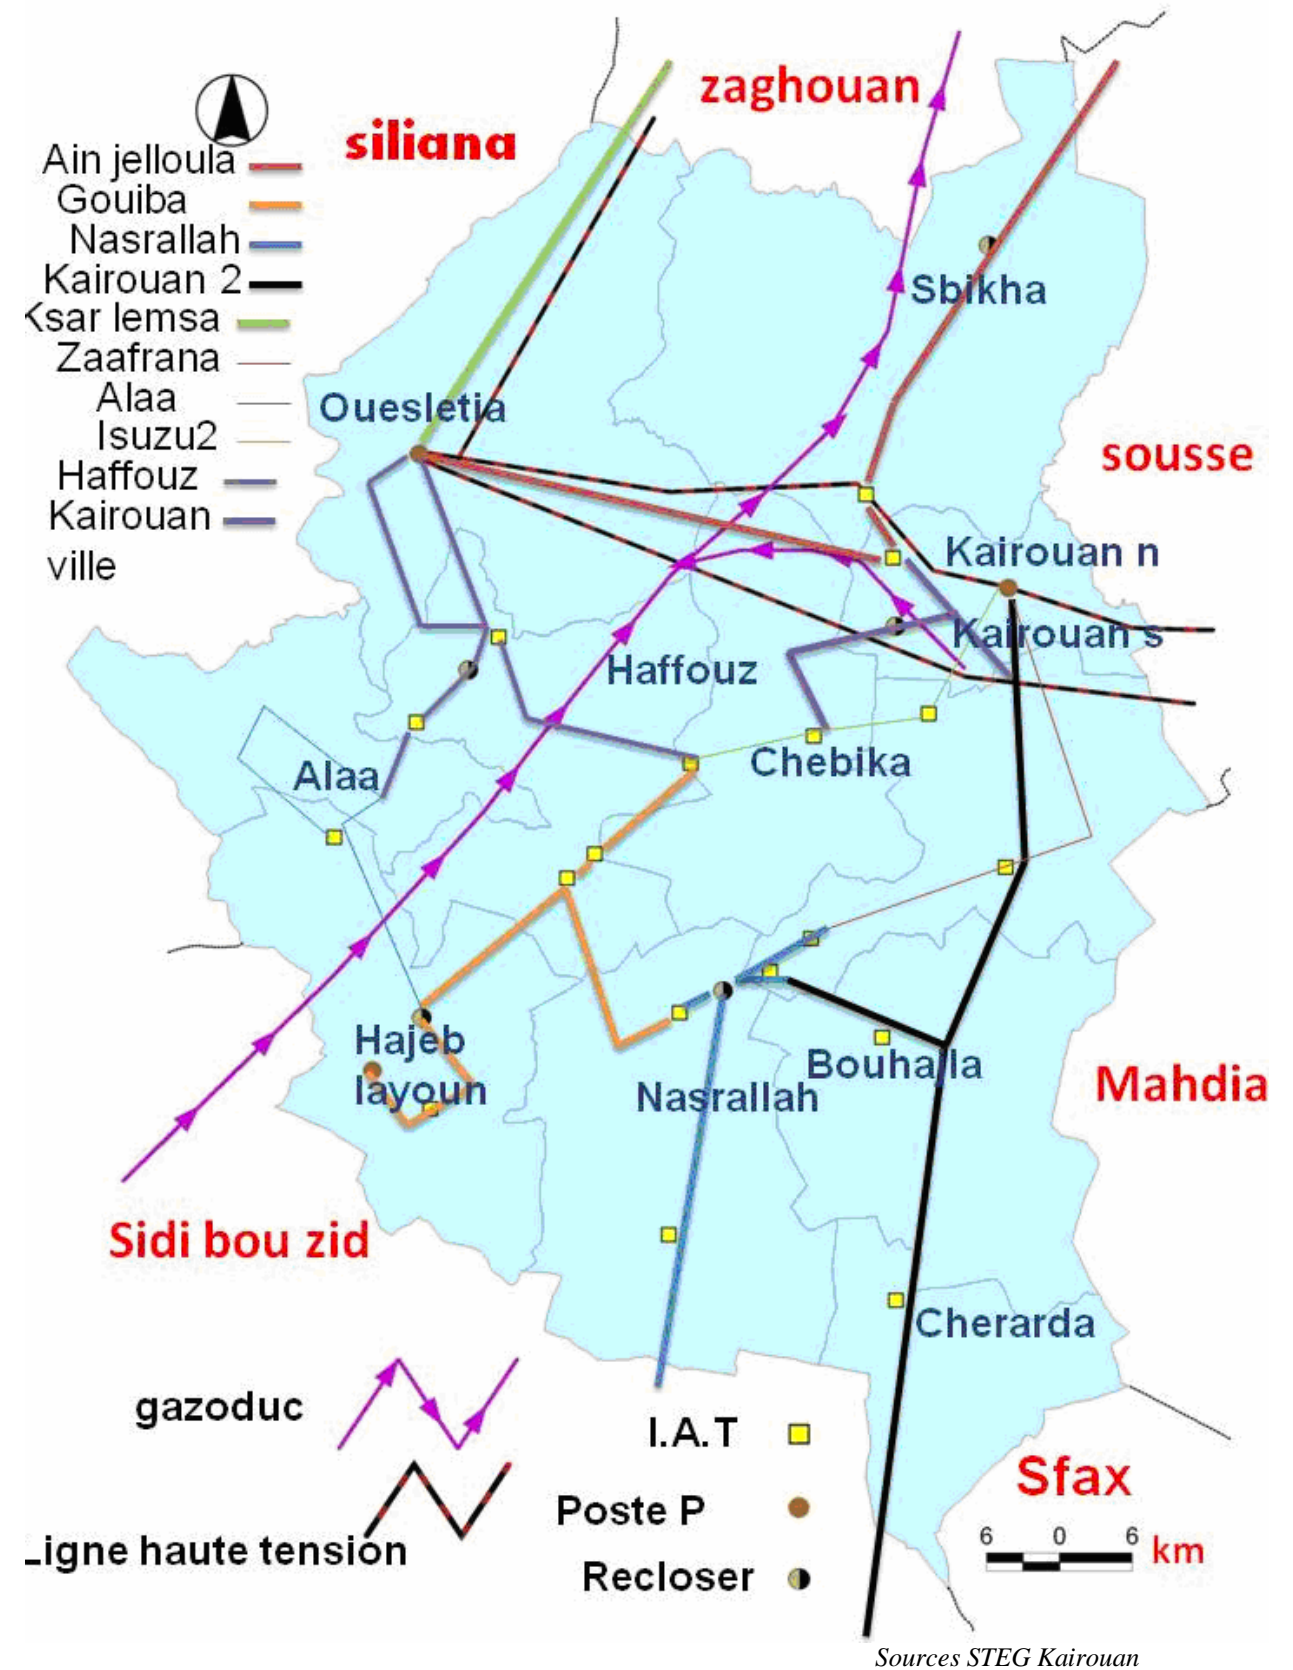 zaghouan
siliana
Ain jelloula
Gouiba
Nasrallah
Kairouan 2
Ksar lemsa
Zaafrana
Alaa
Isuzu2
Haffouz
Kairouan
ville
Sbikha
Ouesletia
sousse
Kairouan n
Kairouan s
Haffouz
Chebika
Alaa
Hajeb
layoun
Nasrallah
Bouhajla
Mahdia
Sidi bou zid
Cherarda
gazoduc
I.A.T
Sfax
Poste P
6 0 6
km
Ligne haute tension
Recloser
Sources STEG Kairouan